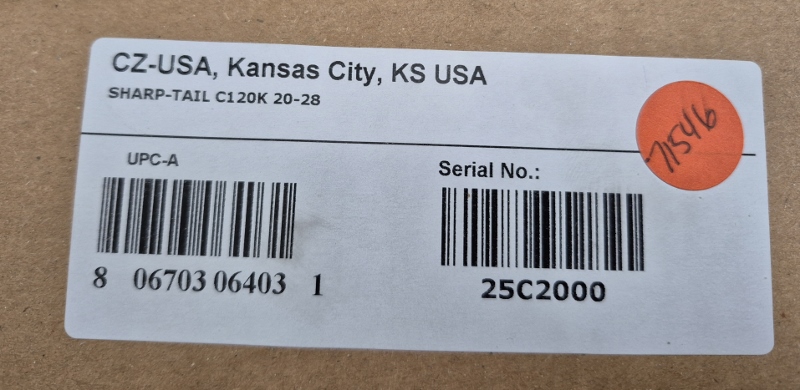 CZ-USA, Kansas City, KS USA
SHARP-TAIL C120K 20-28
71546
UPC-A
Serial No.:
8 06703 06403 1
25C2000